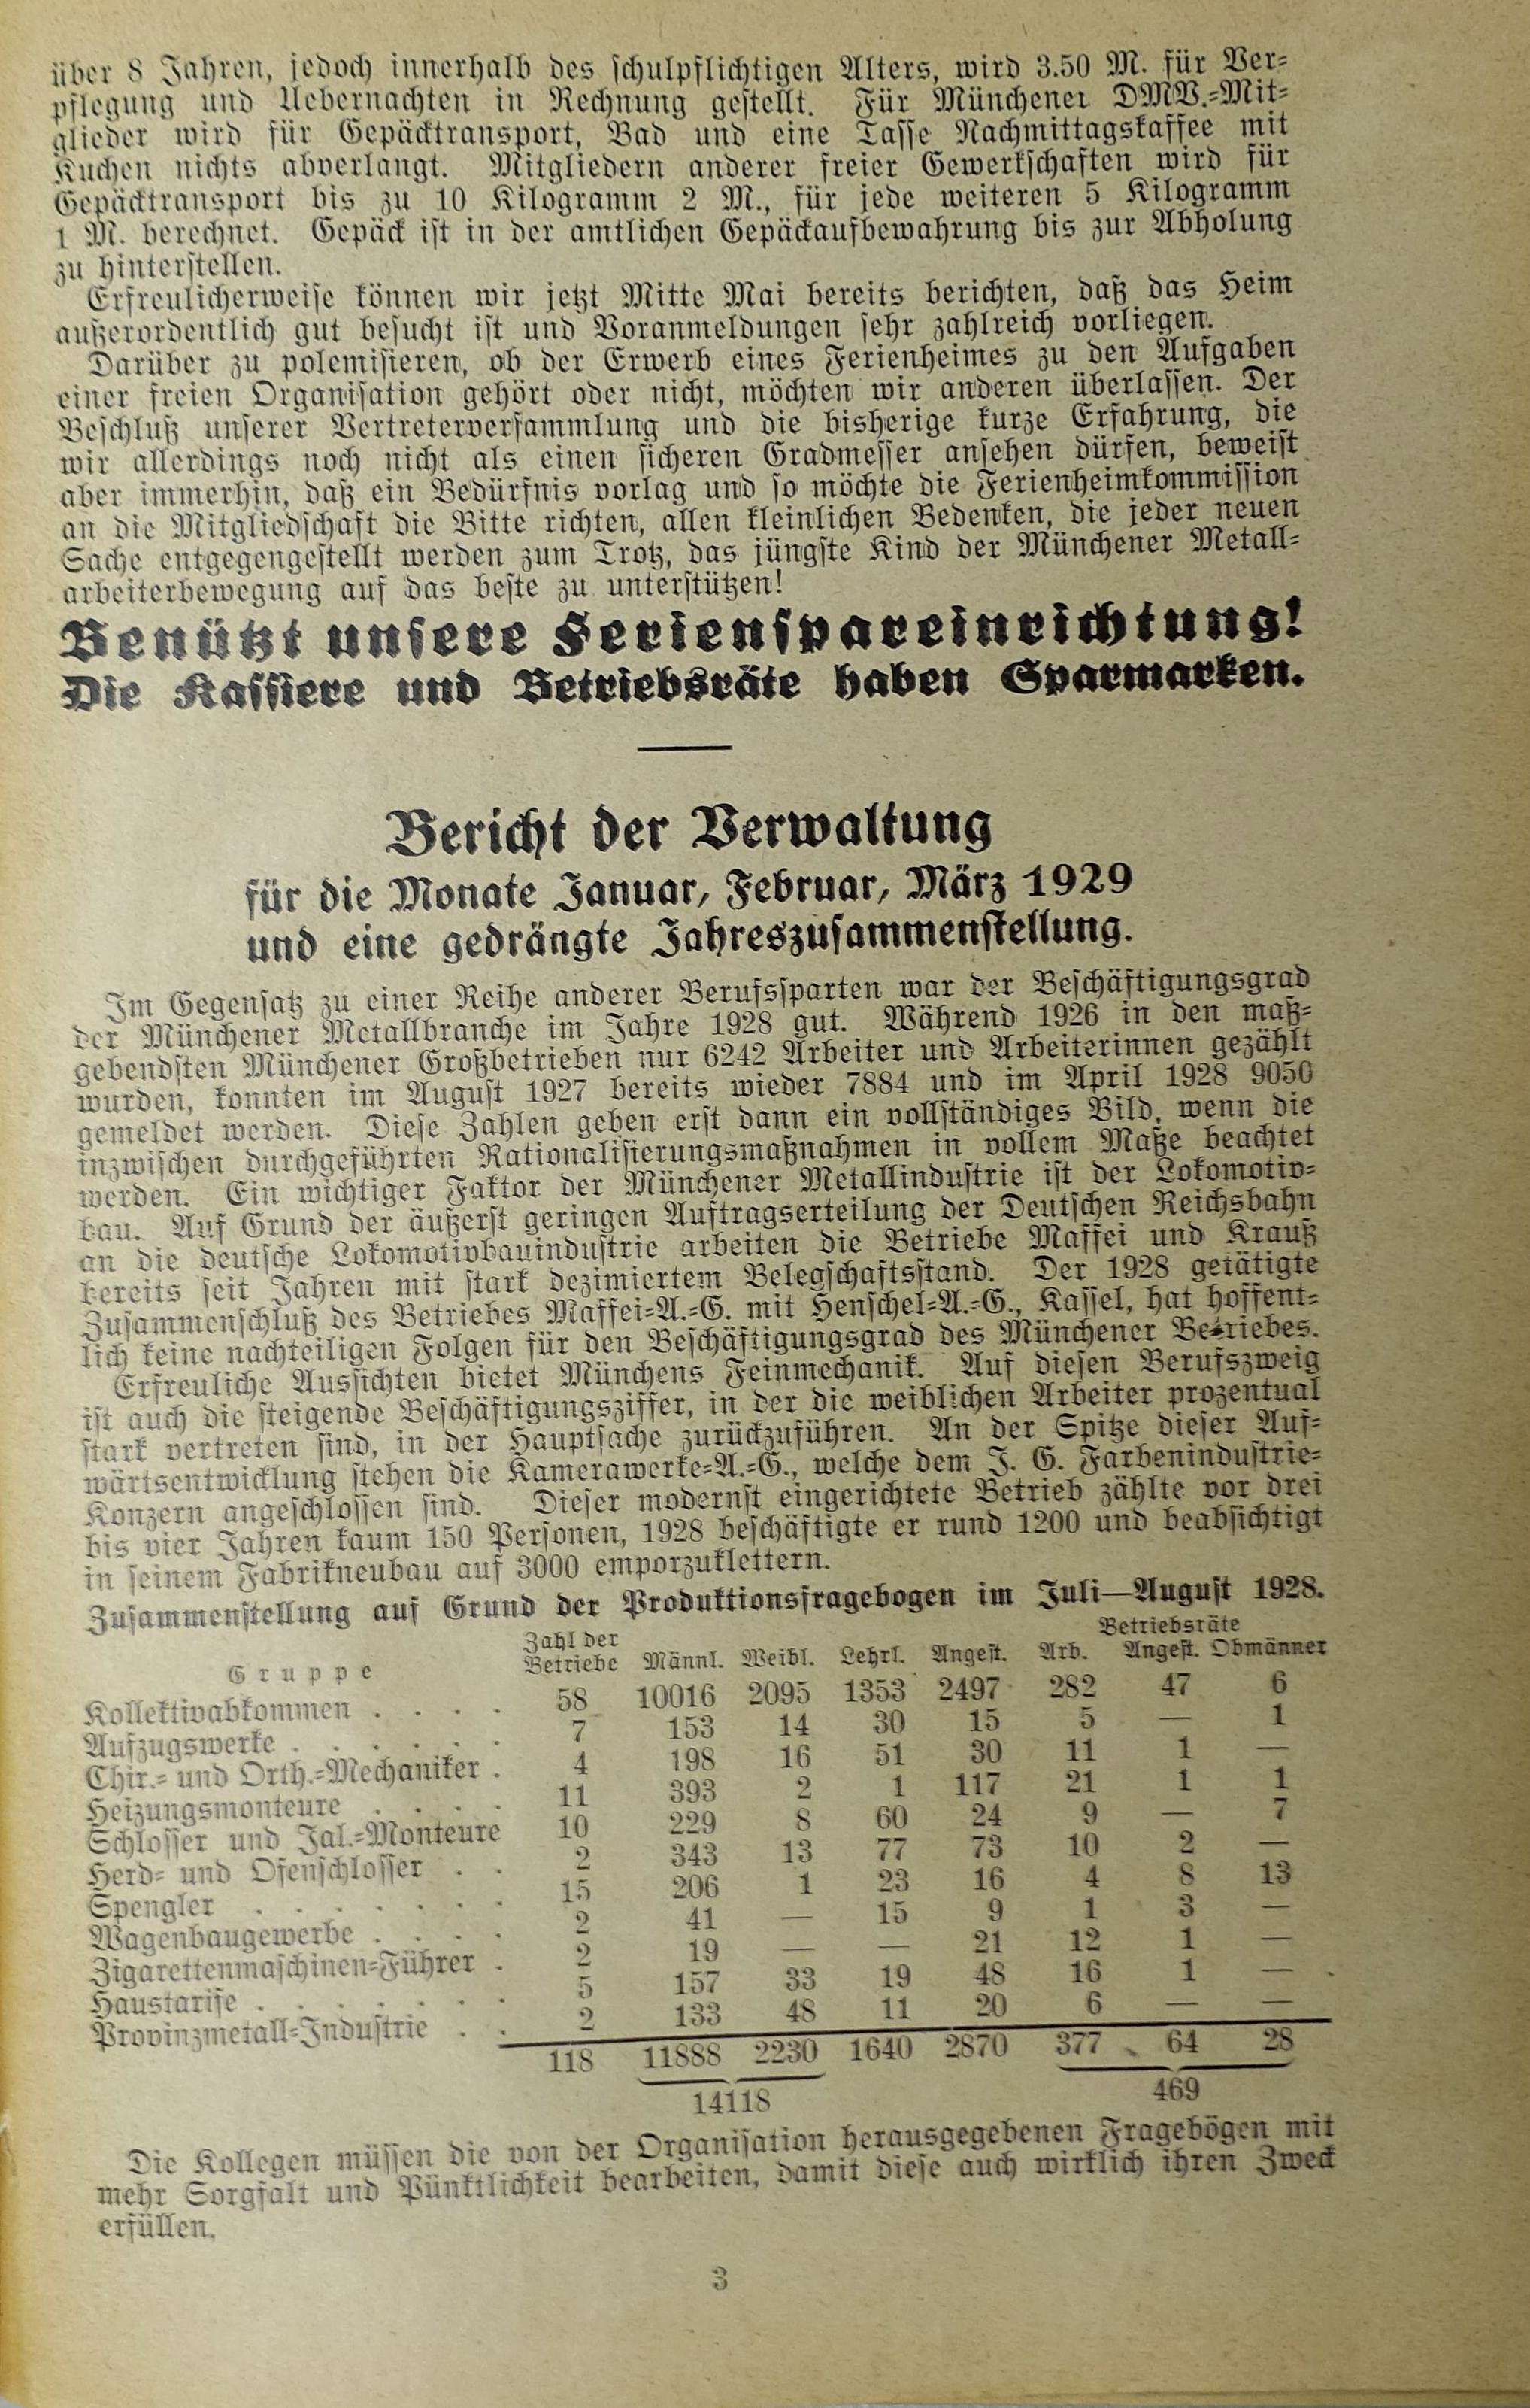 über 8 Jahren, jedoch innerhalb des schulpflichtigen Alters, wird 3.50 M. für Ver-
pflegung und Uebernachten in Rechnung gestellt. Für Münchener DMV.-Mit-
glieder wird für Gepäcktransport, Bad und eine Tasse Nachmittagskaffee mit
Kuchen nichts abverlangt. Mitgliedern anderer freier Gewerkschaften wird für
Gepäcktransport bis zu 10 Kilogramm 2 M., für jede weiteren 5 Kilogramm
1 M. berechnet. Gepäck ist in der amtlichen Gepäckaufbewahrung bis zur Abholung
zu hinterstellen.
Erfreulicherweise können wir jetzt Mitte Mai bereits berichten, daß das Heim
außerordentlich gut besucht ist und Voranmeldungen sehr zahlreich vorliegen.
Darüber zu polemisieren, ob der Erwerb eines Ferienheimes zu den Aufgaben
einer freien Organisation gehört oder nicht, möchten wir anderen überlassen. Der
Beschluß unserer Vertreterversammlung und die bisherige kurze Erfahrung, die
wir allerdings noch nicht als einen sicheren Gradmesser ansehen dürfen, beweist
aber immerhin, daß ein Bedürfnis vorlag und so möchte die Ferienheimkommission
an die Mitgliedschaft die Bitte richten, allen kleinlichen Bedenken, die jeder neuen
Sache entgegengestellt werden zum Trotz, das jüngste Kind der Münchener Metall-
arbeiterbewegung auf das beste zu unterstützen!
Benützt unsere Ferienspareinrichtung!
Die Kassiere und Betriebsräte haben Sparmarken.
Bericht der Verwaltung
für die Monate Januar, Februar, März 1929
und eine gedrängte Jahreszusammenstellung.
Im Gegensatz zu einer Reihe anderer Berufssparten war der Beschäftigungsgrad
der Münchener Metallbranche im Jahre 1928 gut. Während 1926 in den maß-
gebendsten Münchener Großbetrieben nur 6242 Arbeiter und Arbeiterinnen gezählt
wurden, konnten im August 1927 bereits wieder 7884 und im April 1928 9050
gemeldet werden. Diese Zahlen geben erst dann ein vollständiges Bild, wenn die
inzwischen durchgeführten Rationalisierungsmaßnahmen in vollem Maße beachtet
werden. Ein wichtiger Faktor der Münchener Metallindustrie ist der Lokomotiv-
bau. Auf Grund der äußerst geringen Auftragserteilung der Deutschen Reichsbahn
an die deutsche Lokomotivbauindustrie arbeiten die Betriebe Maffei und Krauß
bereits seit Jahren mit stark dezimiertem Belegschaftsstand. Der 1928 getätigte
Zusammenschluß des Betriebes Maffei-A.-G. mit Henschel-A.-G., Kassel, hat hoffent-
lich keine nachteiligen Folgen für den Beschäftigungsgrad des Münchener Betriebes.
Erfreuliche Aussichten bietet Münchens Feinmechanik. Auf diesen Berufszweig
ist auch die steigende Beschäftigungsziffer, in der die weiblichen Arbeiter prozentual
stark vertreten sind, in der Hauptsache zurückzuführen. An der Spitze dieser Auf-
wärtsentwicklung stehen die Kamerawerke-A.-G., welche dem J. G. Farbenindustrie-
Konzern angeschlossen sind. Dieser modernst eingerichtete Betrieb zählte vor drei
bis vier Jahren kaum 150 Personen, 1928 beschäftigte er rund 1200 und beabsichtigt
in seinem Fabrikneubau auf 3000 emporzuklettern.
Zusammenstellung auf Grund der Produktionsfragebogen im Juli—August 1928.
Betriebsräte
Gruppe Zahl der Betriebe Männl. Weibl. Lehrl. Angest. Arb. Angest. Obmänner
Kollektivabkommen . . . . 58 10016 2095 1353 2497 282 47 6
Aufzugswerke . . . . . . 7 153 14 30 15 5 — 1
Chir.- und Orth.-Mechaniker . 4 198 16 51 30 11 1 —
Heizungsmonteure . . . . 11 393 2 1 117 21 1 1
Schlosser und Jal.-Monteure 10 229 8 60 24 9 — 7
Herd- und Ofenschlosser . . 2 343 13 77 73 10 2 —
Spengler . . . . . . . 15 206 1 23 16 4 8 13
Wagenbaugewerbe . . . . 2 41 — 15 9 1 3 —
Zigarettenmaschinen-Führer . 2 19 — — 21 12 1 —
Haustarife . . . . . . . 5 157 33 19 48 16 1 —
Provinzmetall-Industrie . . 2 133 48 11 20 6 — —
118 11888 2230 1640 2870 377 64 28
14118 469
Die Kollegen müssen die von der Organisation herausgegebenen Fragebögen mit
mehr Sorgfalt und Pünktlichkeit bearbeiten, damit diese auch wirklich ihren Zweck
erfüllen.
3